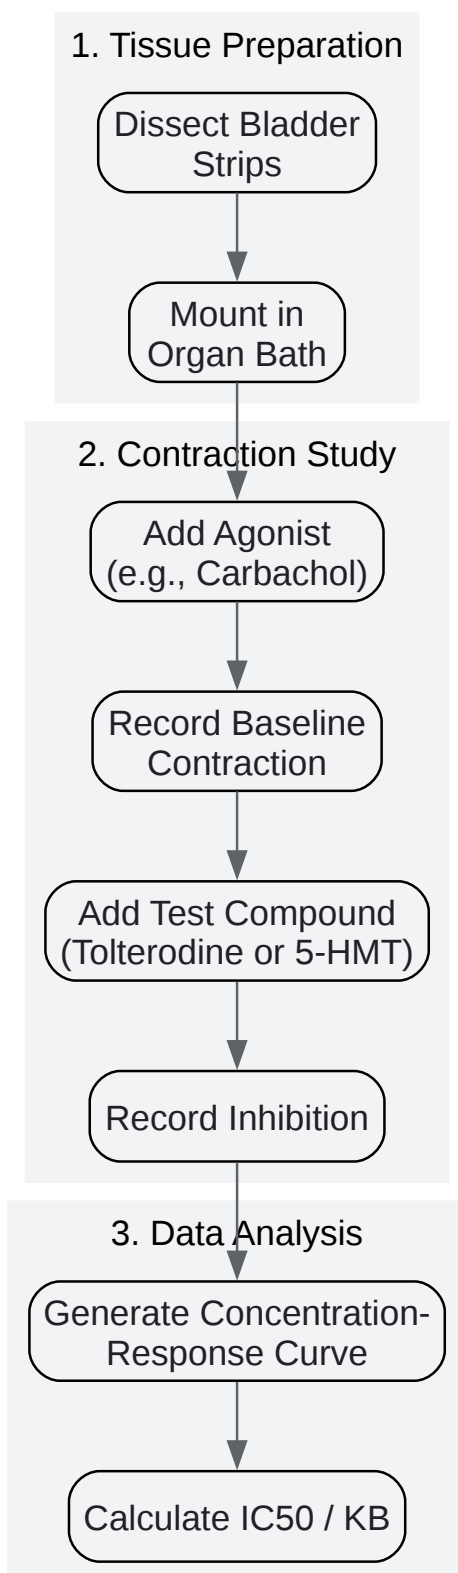 1. Tissue Preparation
Dissect Bladder
Strips
Mount in
Organ Bath
2. Contraction Study
Add Agonist
(e.g., Carbachol)
Record Baseline
Contraction
Add Test Compound
(Tolterodine or 5-HMT)
Record Inhibition
3. Data Analysis
Generate Concentration-
Response Curve
Calculate IC50 / KB